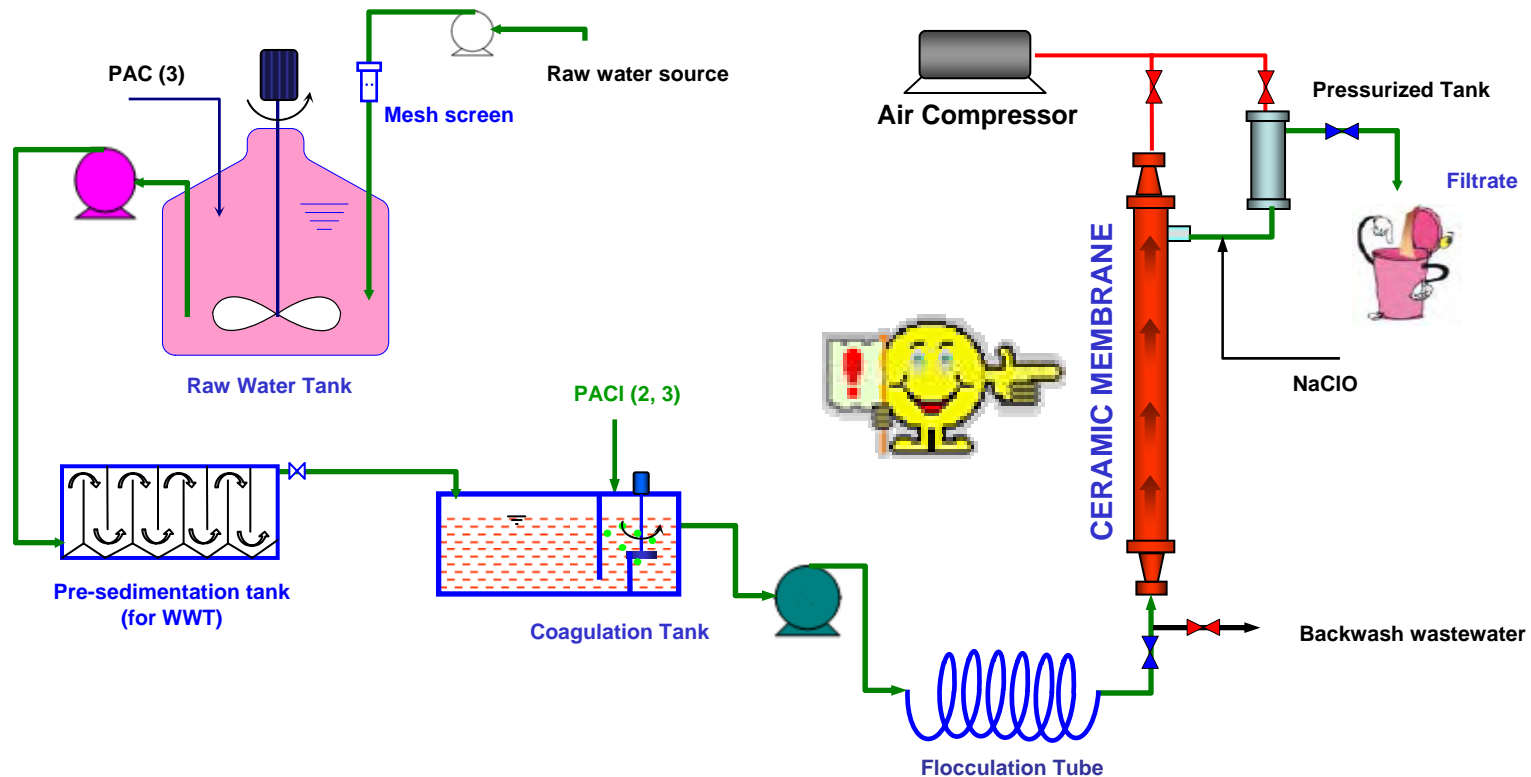 PAC (3)
Raw water source
Mesh screen
Raw Water Tank
Air Compressor
Pressurized Tank
Filtrate
CERAMIC MEMBRANE
NaClO
PACl (2, 3)
Pre-sedimentation tank
(for WWT)
Coagulation Tank
Backwash wastewater
Flocculation Tube